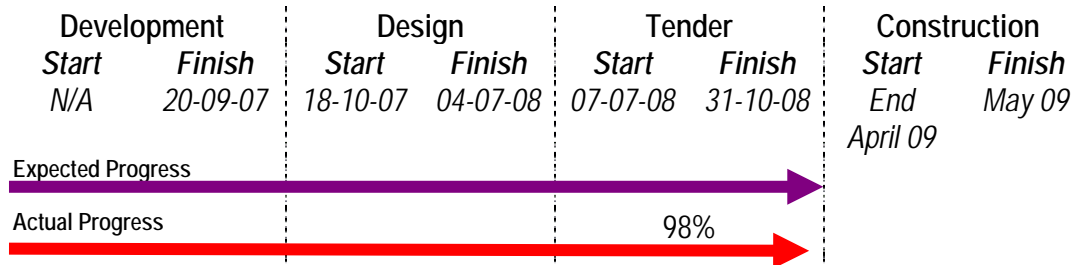 Development Design Tender Construction
Start Finish Start Finish Start Finish Start Finish
N/A 20-09-07 18-10-07 04-07-08 07-07-08 31-10-08 End May 09
April 09
Expected Progress
Actual Progress 98%